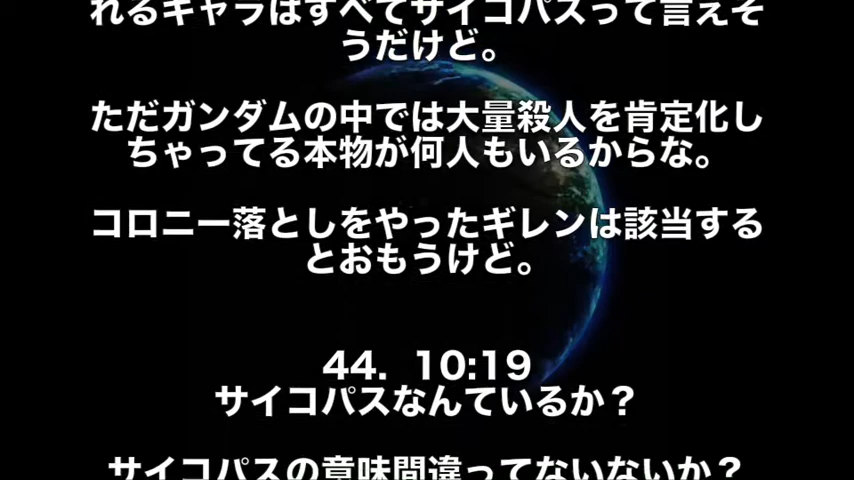 れるキャラはすべてサイコパスって言えそ
うだけど。
ただガンダムの中では大量殺人を肯定化し
ちゃってる本物が何人もいるからな。
コロニー落としをやったギレンは該当する
とおもうけど。
44. 10:19
サイコパスなんているか？
サイコパスの意味間違ってないないか？